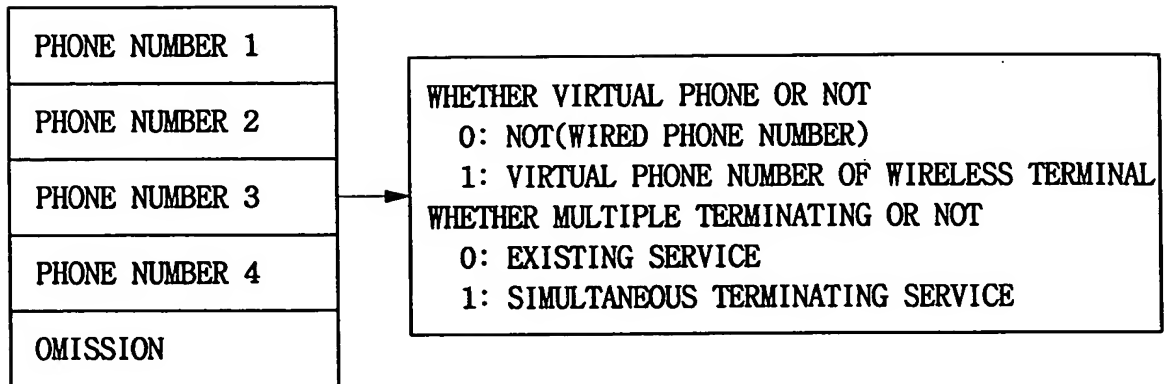 PHONE NUMBER 1
PHONE NUMBER 2
PHONE NUMBER 3
PHONE NUMBER 4
OMISSION
WHETHER VIRTUAL PHONE OR NOT
0: NOT(WIRED PHONE NUMBER)
1: VIRTUAL PHONE NUMBER OF WIRELESS TERMINAL
WHETHER MULTIPLE TERMINATING OR NOT
0: EXISTING SERVICE
1: SIMULTANEOUS TERMINATING SERVICE